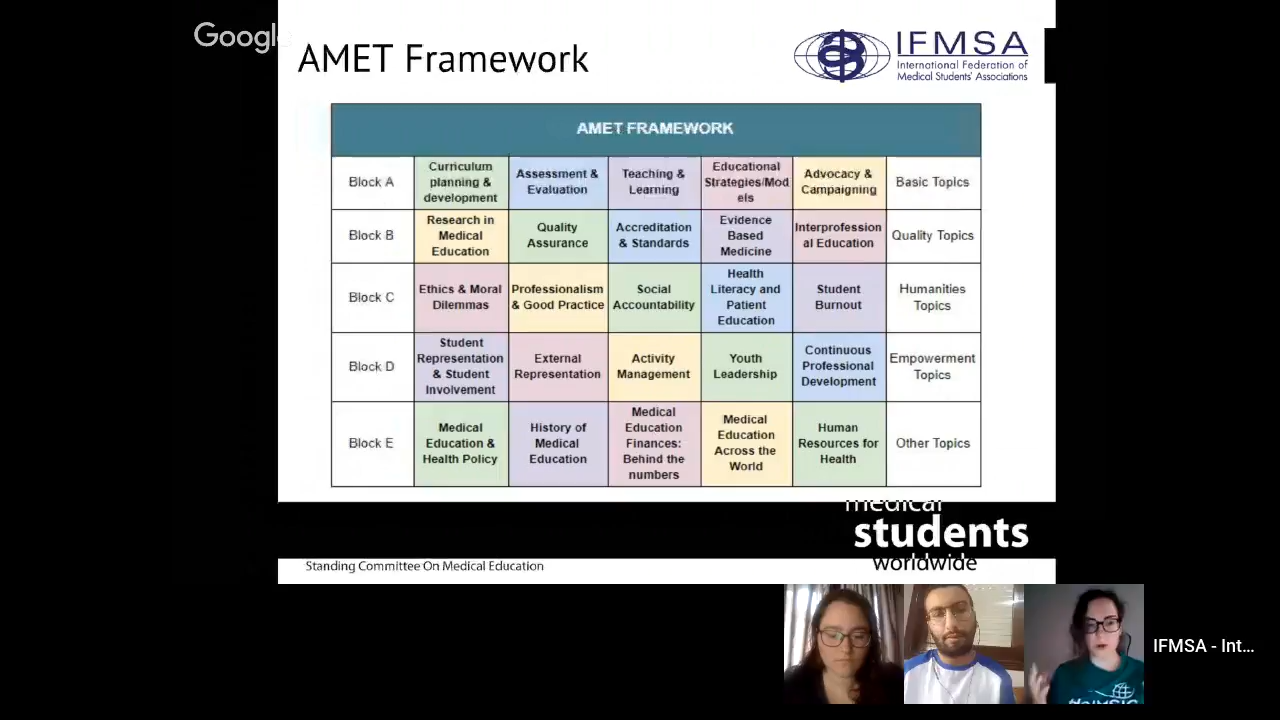 Google
AMET Framework
IFMSA
International Federation of
Medical Students' Associations
AMET FRAMEWORK
Block A
Curriculum
planning &
development
Assessment &
Evaluation
Teaching &
Learning
Educational
Strategies/Mod
els
Advocacy &
Campaigning
Basic Topics
Block B
Research in
Medical
Education
Quality
Assurance
Accreditation
& Standards
Evidence
Based
Medicine
Interprofession
al Education
Quality Topics
Block C
Ethics & Moral
Dilemmas
Professionalism
& Good Practice
Social
Accountability
Health
Literacy and
Patient
Education
Student
Burnout
Humanities
Topics
Block D
Student
Representation
& Student
Involvement
External
Representation
Activity
Management
Youth
Leadership
Continuous
Professional
Development
Empowerment
Topics
Block E
Medical
Education &
Health Policy
History of
Medical
Education
Medical
Education
Finances:
Behind the
numbers
Medical
Education
Across the
World
Human
Resources for
Health
Other Topics
medical
students
worldwide
Standing Committee On Medical Education
IFMSA - Int...